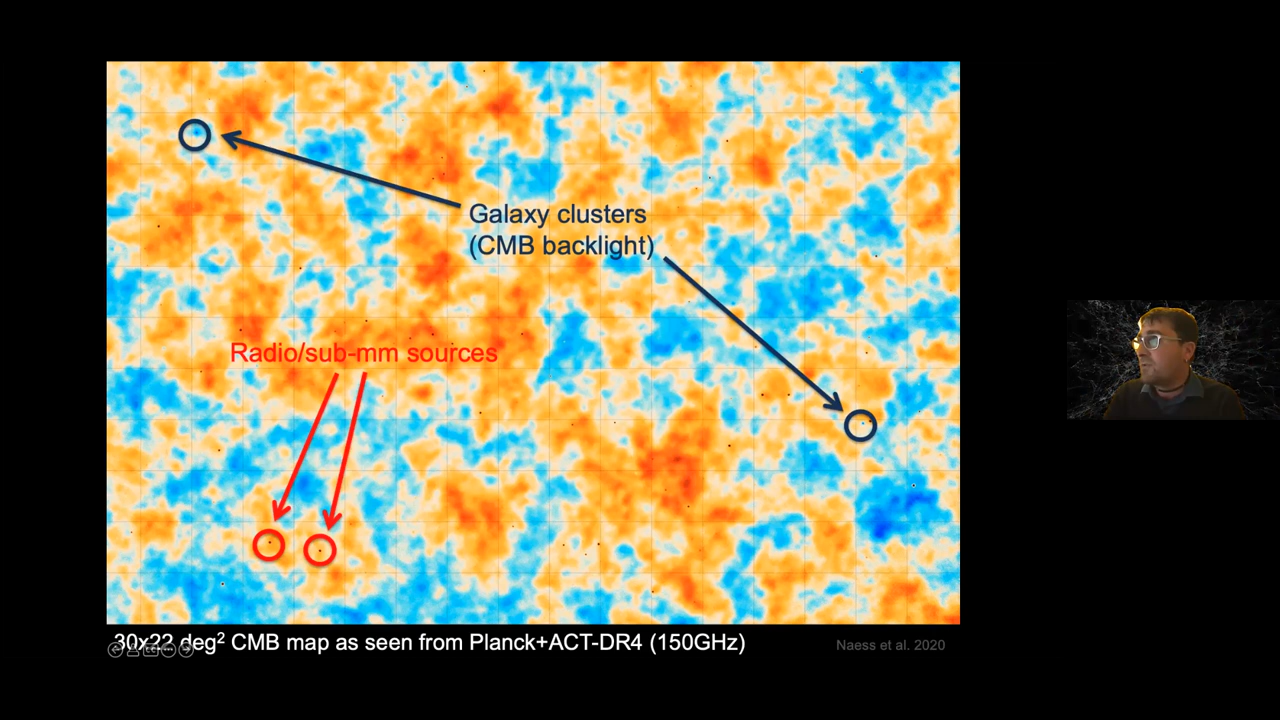 Galaxy clusters
(CMB backlight)
Radio/sub-mm sources
30x22 deg² CMB map as seen from Planck+ACT-DR4 (150GHz)
Naess et al. 2020